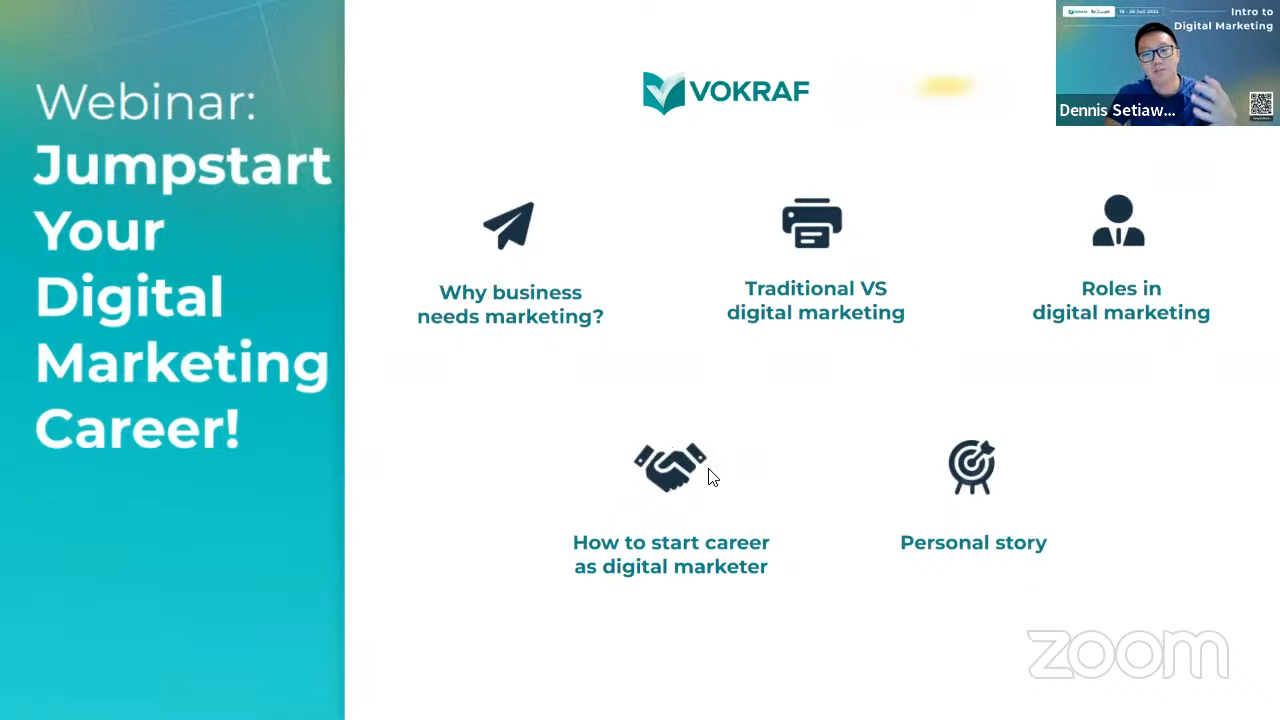 Webinar:
Jumpstart
Your
Digital
Marketing
Career!
VOKRAF
Intro to
Digital Marketing
Dennis Setiaw...
Why business
needs marketing?
Traditional VS
digital marketing
Roles in
digital marketing
How to start career
as digital marketer
Personal story
zoom